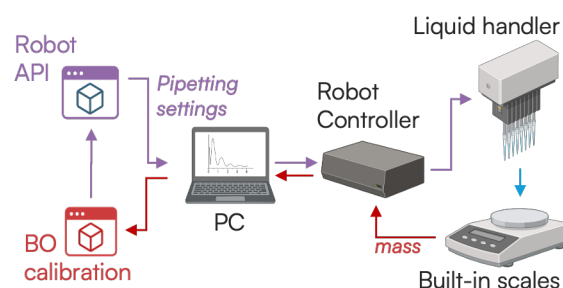 Robot
API
Pipetting
settings
Liquid handler
Robot
Controller
PC
BO
calibration
mass
Built-in scales